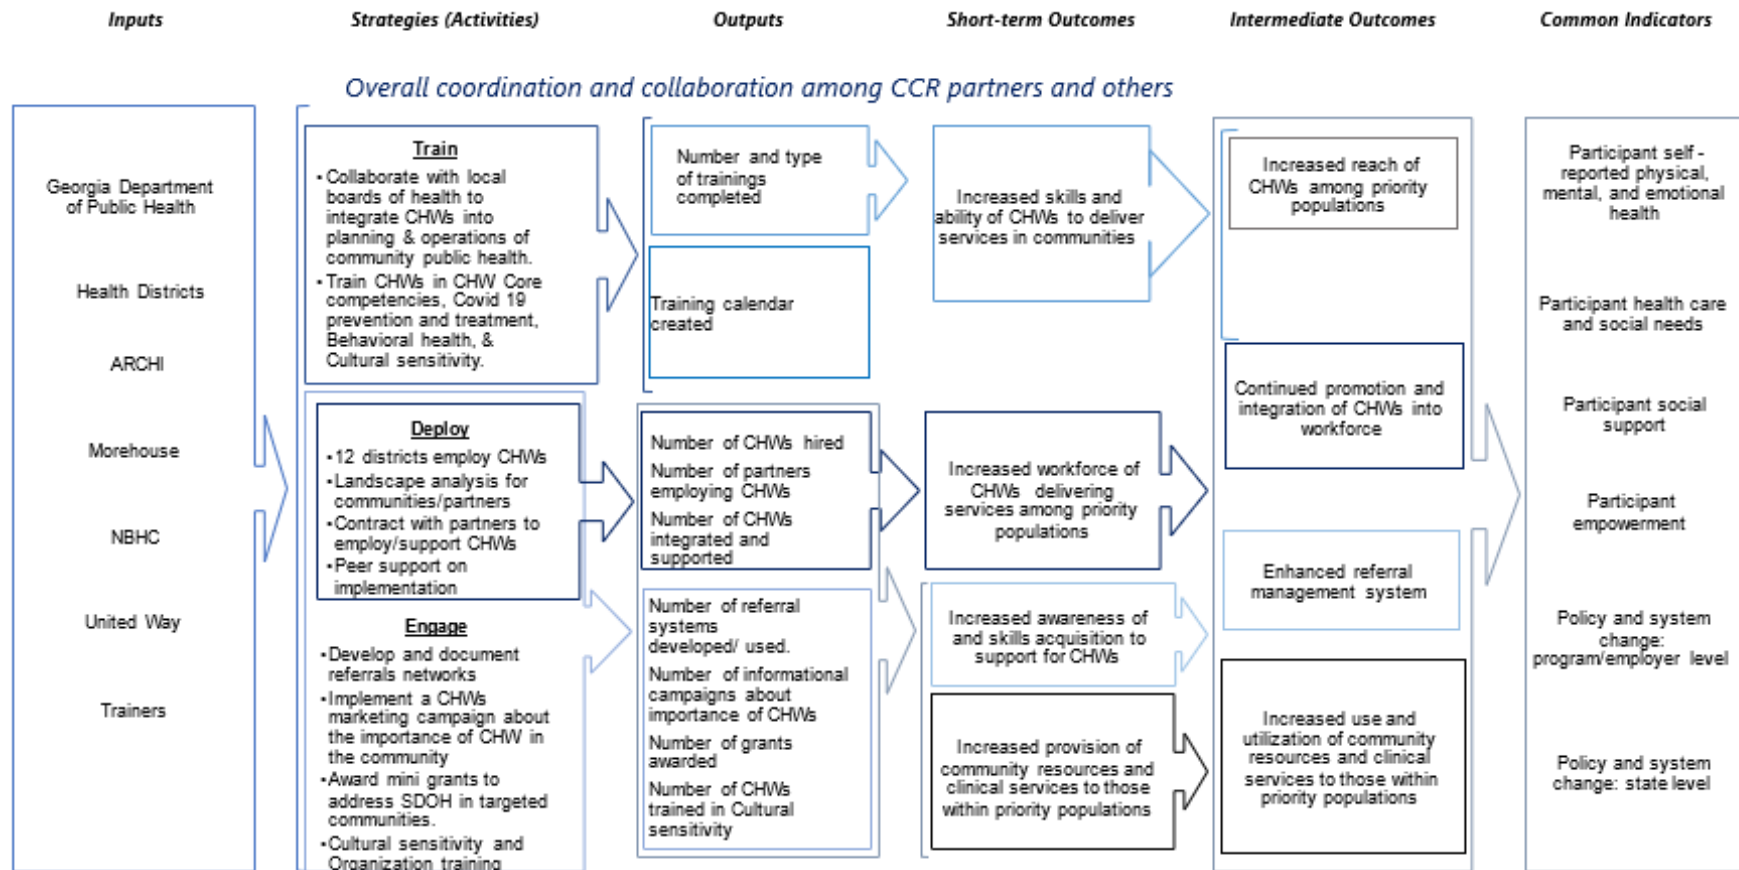 Inputs
Strategies (Activities)
Outputs
Short-term Outcomes
Intermediate Outcomes
Common Indicators
Overall coordination and collaboration among CCR partners and others
Georgia Department
of Public Health
Health Districts
ARCHI
Morehouse
NBHC
United Way
Trainers
Train
•Collaborate with local
boards of health to
integrate CHWs into
planning & operations of
community public health.
•Train CHWs in CHW Core
competencies, Covid 19
prevention and treatment,
Behavioral health, &
Cultural sensitivity.
Deploy
•12 districts employ CHWs
•Landscape analysis for
communities/partners
•Contract with partners to
employ/support CHWs
•Peer support on
implementation
Engage
•Develop and document
referrals networks
•Implement a CHWs
marketing campaign about
the importance of CHW in
the community
•Award mini grants to
address SDOH in targeted
communities.
•Cultural sensitivity and
Organization training
Number and type
of trainings
completed
Training calendar
created
Number of CHWs hired
Number of partners
employing CHWs
Number of CHWs
integrated and
supported
Number of referral
systems
developed/ used.
Number of informational
campaigns about
importance of CHWs
Number of grants
awarded
Number of CHWs
trained in Cultural
sensitivity
Increased skills and
ability of CHWs to deliver
services in communities
Increased workforce of
CHWs delivering
services among priority
populations
Increased awareness of
and skills acquisition to
support for CHWs
Increased provision of
community resources and
clinical services to those
within priority populations
Increased reach of
CHWs among priority
populations
Continued promotion and
integration of CHWs into
workforce
Enhanced referral
management system
Increased use and
utilization of community
resources and clinical
services to those within
priority populations
Participant self -
reported physical,
mental, and emotional
health
Participant health care
and social needs
Participant social
support
Participant
empowerment
Policy and system
change:
program/employer level
Policy and system
change: state level